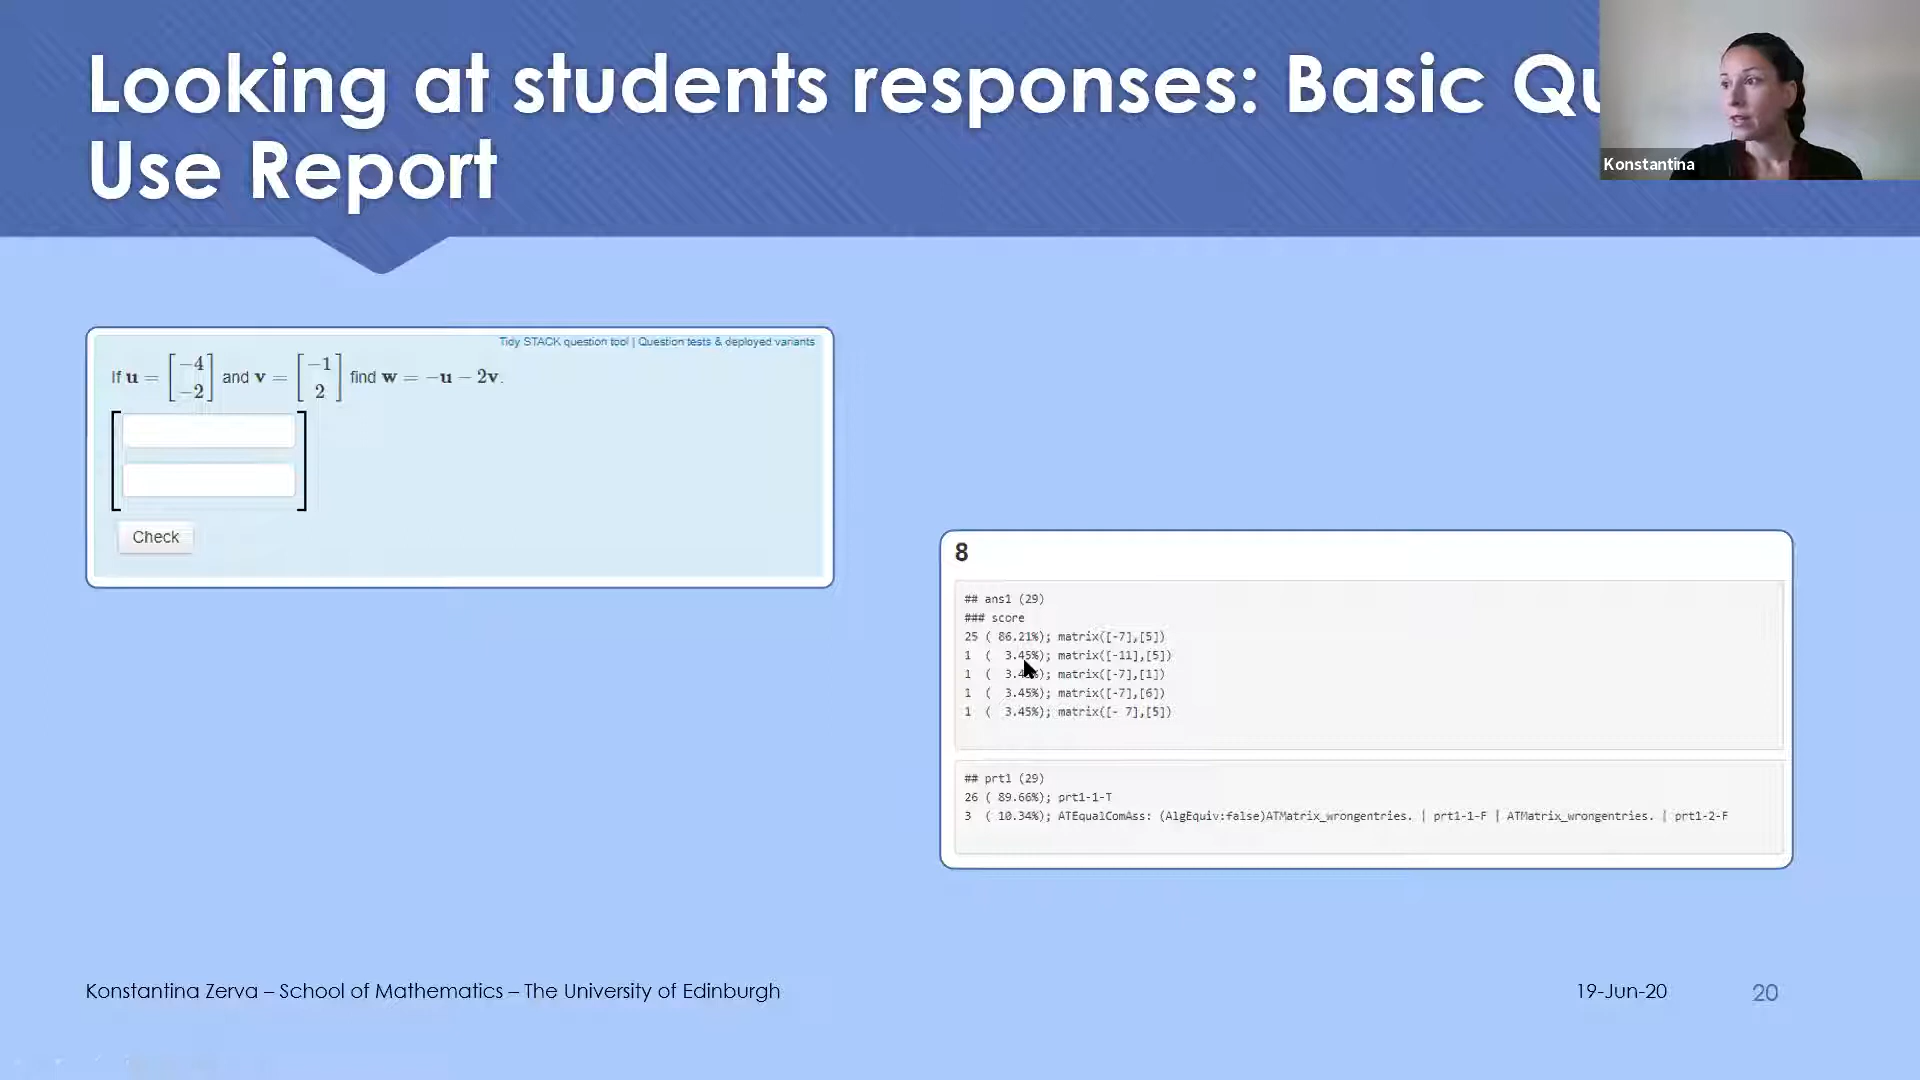 Looking at students responses: Basic Qu
Use Report
Konstantina
Tidy STACK question tool | Question tests & deployed variants
If u = [−4 −2] and v = [−1 2] find w = −u − 2v.
Check
8
## ans1 (29)
### score
25 ( 86.21%); matrix([-7],[5])
1 ( 3.45%); matrix([-11],[5])
1 ( 3.4%); matrix([-7],[1])
1 ( 3.45%); matrix([-7],[6])
1 ( 3.45%); matrix([- 7],[5])
## prt1 (29)
26 ( 89.66%); prt1-1-T
3 ( 10.34%); ATEqualComAss: (AlgEquiv:false)ATMatrix_wrongentries. | prt1-1-F | ATMatrix_wrongentries. | prt1-2-F
Konstantina Zerva – School of Mathematics – The University of Edinburgh
19-Jun-20
20